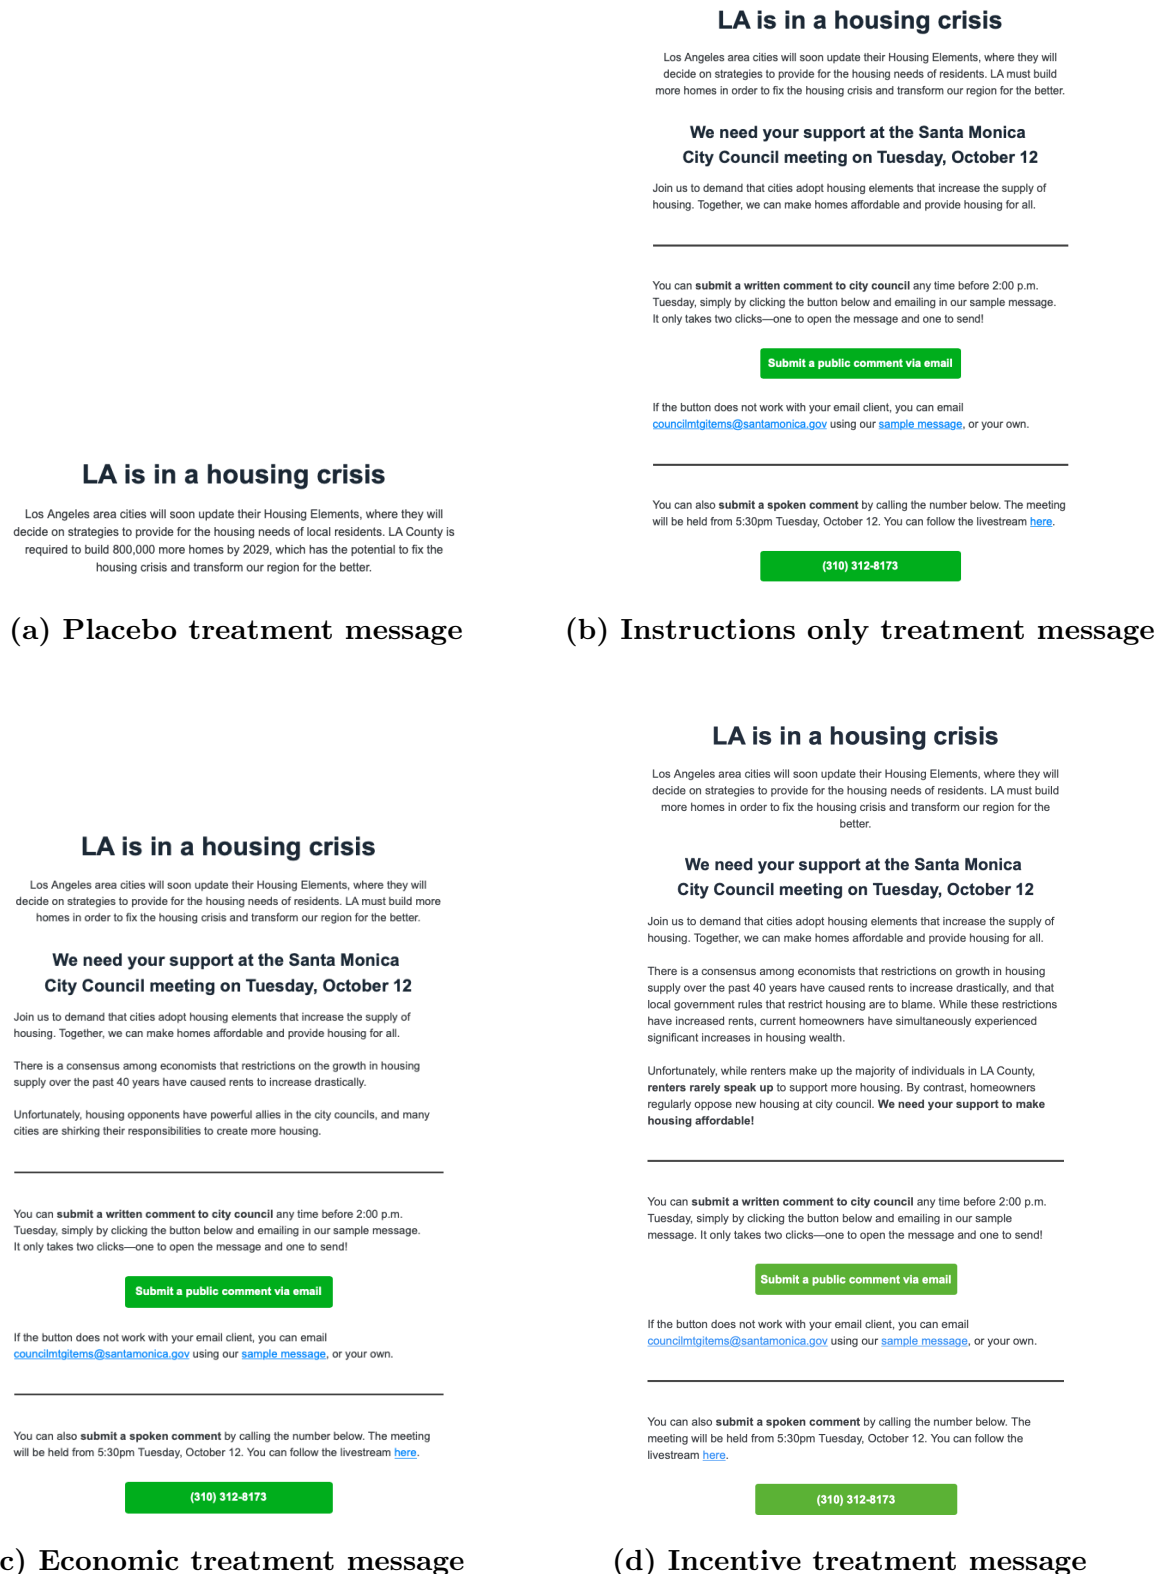 LA is in a housing crisis
Los Angeles area cities will soon update their Housing Elements, where they will
decide on strategies to provide for the housing needs of local residents. LA County is
required to build 800,000 more homes by 2029, which has the potential to fix the
housing crisis and transform our region for the better.
(a) Placebo treatment message
LA is in a housing crisis
Los Angeles area cities will soon update their Housing Elements, where they will
decide on strategies to provide for the housing needs of residents. LA must build
more homes in order to fix the housing crisis and transform our region for the better.
We need your support at the Santa Monica
City Council meeting on Tuesday, October 12
Join us to demand that cities adopt housing elements that increase the supply of
housing. Together, we can make homes affordable and provide housing for all.
You can submit a written comment to city council any time before 2:00 p.m.
Tuesday, simply by clicking the button below and emailing in our sample message.
It only takes two clicks—one to open the message and one to send!
Submit a public comment via email
If the button does not work with your email client, you can email
councilmtgitems@santamonica.gov using our sample message, or your own.
You can also submit a spoken comment by calling the number below. The meeting
will be held from 5:30pm Tuesday, October 12. You can follow the livestream here.
(310) 312-8173
(b) Instructions only treatment message
LA is in a housing crisis
Los Angeles area cities will soon update their Housing Elements, where they will
decide on strategies to provide for the housing needs of residents. LA must build more
homes in order to fix the housing crisis and transform our region for the better.
We need your support at the Santa Monica
City Council meeting on Tuesday, October 12
Join us to demand that cities adopt housing elements that increase the supply of
housing. Together, we can make homes affordable and provide housing for all.
There is a consensus among economists that restrictions on the growth in housing
supply over the past 40 years have caused rents to increase drastically.
Unfortunately, housing opponents have powerful allies in the city councils, and many
cities are shirking their responsibilities to create more housing.
You can submit a written comment to city council any time before 2:00 p.m.
Tuesday, simply by clicking the button below and emailing in our sample message.
It only takes two clicks—one to open the message and one to send!
Submit a public comment via email
If the button does not work with your email client, you can email
councilmtgitems@santamonica.gov using our sample message, or your own.
You can also submit a spoken comment by calling the number below. The meeting
will be held from 5:30pm Tuesday, October 12. You can follow the livestream here.
(310) 312-8173
c) Economic treatment message
LA is in a housing crisis
Los Angeles area cities will soon update their Housing Elements, where they will
decide on strategies to provide for the housing needs of residents. LA must build
more homes in order to fix the housing crisis and transform our region for the
better.
We need your support at the Santa Monica
City Council meeting on Tuesday, October 12
Join us to demand that cities adopt housing elements that increase the supply of
housing. Together, we can make homes affordable and provide housing for all.
There is a consensus among economists that restrictions on growth in housing
supply over the past 40 years have caused rents to increase drastically, and that
local government rules that restrict housing are to blame. While these restrictions
have increased rents, current homeowners have simultaneously experienced
significant increases in housing wealth.
Unfortunately, while renters make up the majority of individuals in LA County,
renters rarely speak up to support more housing. By contrast, homeowners
regularly oppose new housing at city council. We need your support to make
housing affordable!
You can submit a written comment to city council any time before 2:00 p.m.
Tuesday, simply by clicking the button below and emailing in our sample
message. It only takes two clicks—one to open the message and one to send!
Submit a public comment via email
If the button does not work with your email client, you can email
councilmtgitems@santamonica.gov using our sample message, or your own.
You can also submit a spoken comment by calling the number below. The
meeting will be held from 5:30pm Tuesday, October 12. You can follow the
livestream here.
(310) 312-8173
(d) Incentive treatment message